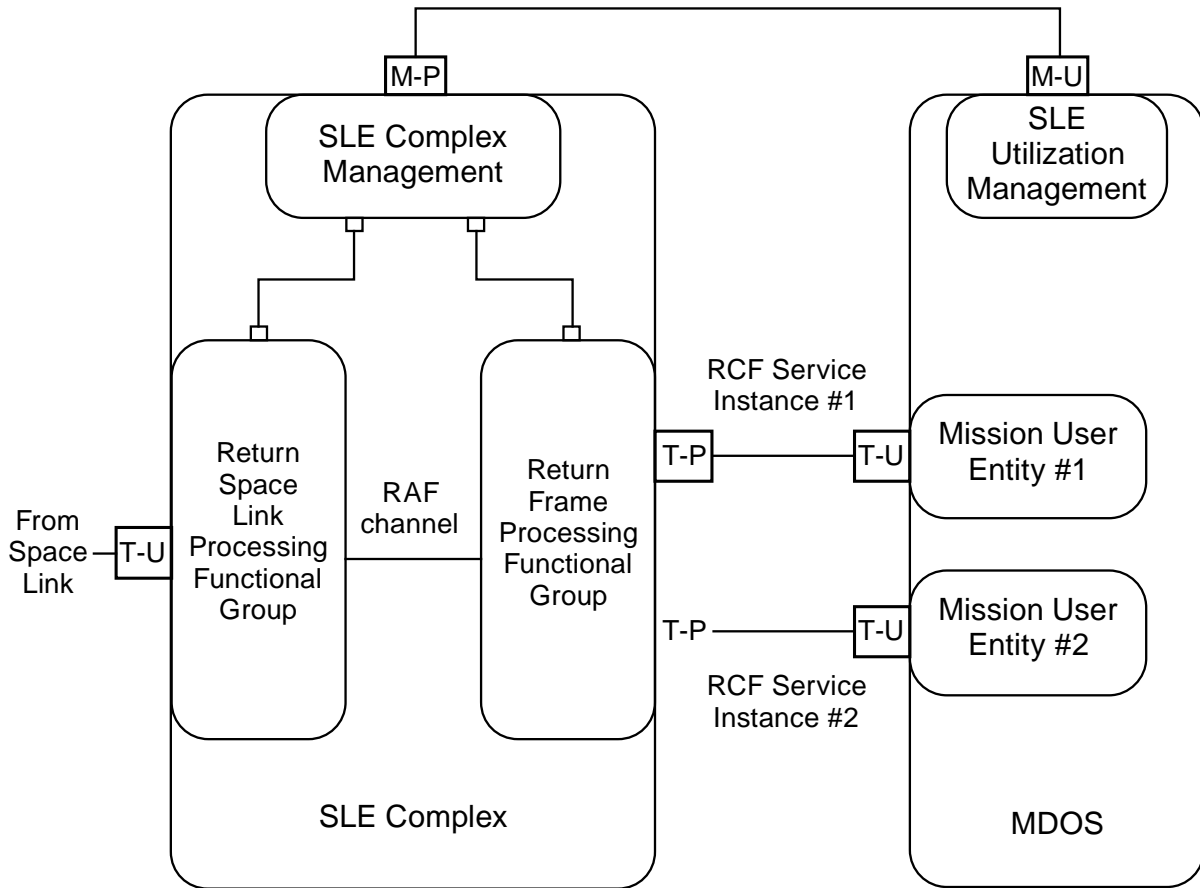 M-P
M-U
SLE Complex
Management
SLE
Utilization
Management
RCF Service
Instance #1
Return
Space
Link
Processing
Functional
Group
RAF
channel
Return
Frame
Processing
Functional
Group
T-P
T-U
Mission User
Entity #1
From
Space
Link
T-U
T-P
T-U
Mission User
Entity #2
RCF Service
Instance #2
SLE Complex
MDOS